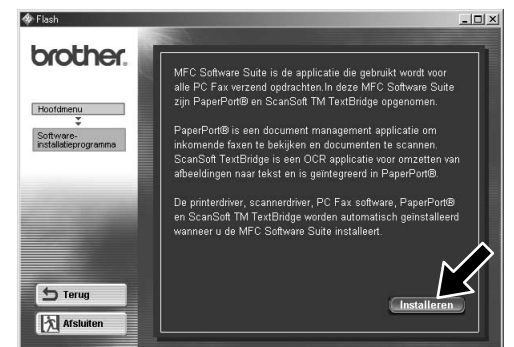 Flash
brother.
Hoofdmenu
Software-
installatieprogramma
MFC Software Suite is de applicatie die gebruikt wordt voor
alle PC Fax verzend opdrachten.In deze MFC Software Suite
zijn PaperPort® en ScanSoft TM TextBridge opgenomen.
PaperPort® is een document management applicatie om
inkomende faxen te bekijken en documenten te scannen.
ScanSoft TextBridge is een OCR applicatie voor omzetten van
afbeeldingen naar tekst en is geïntegreerd in PaperPort®.
De printerdriver, scannerdriver, PC Fax software, PaperPort®
en ScanSoft TM TextBridge worden automatisch geïnstalleerd
wanneer u de MFC Software Suite installeert.
Installeren
Terug
Afsluiten